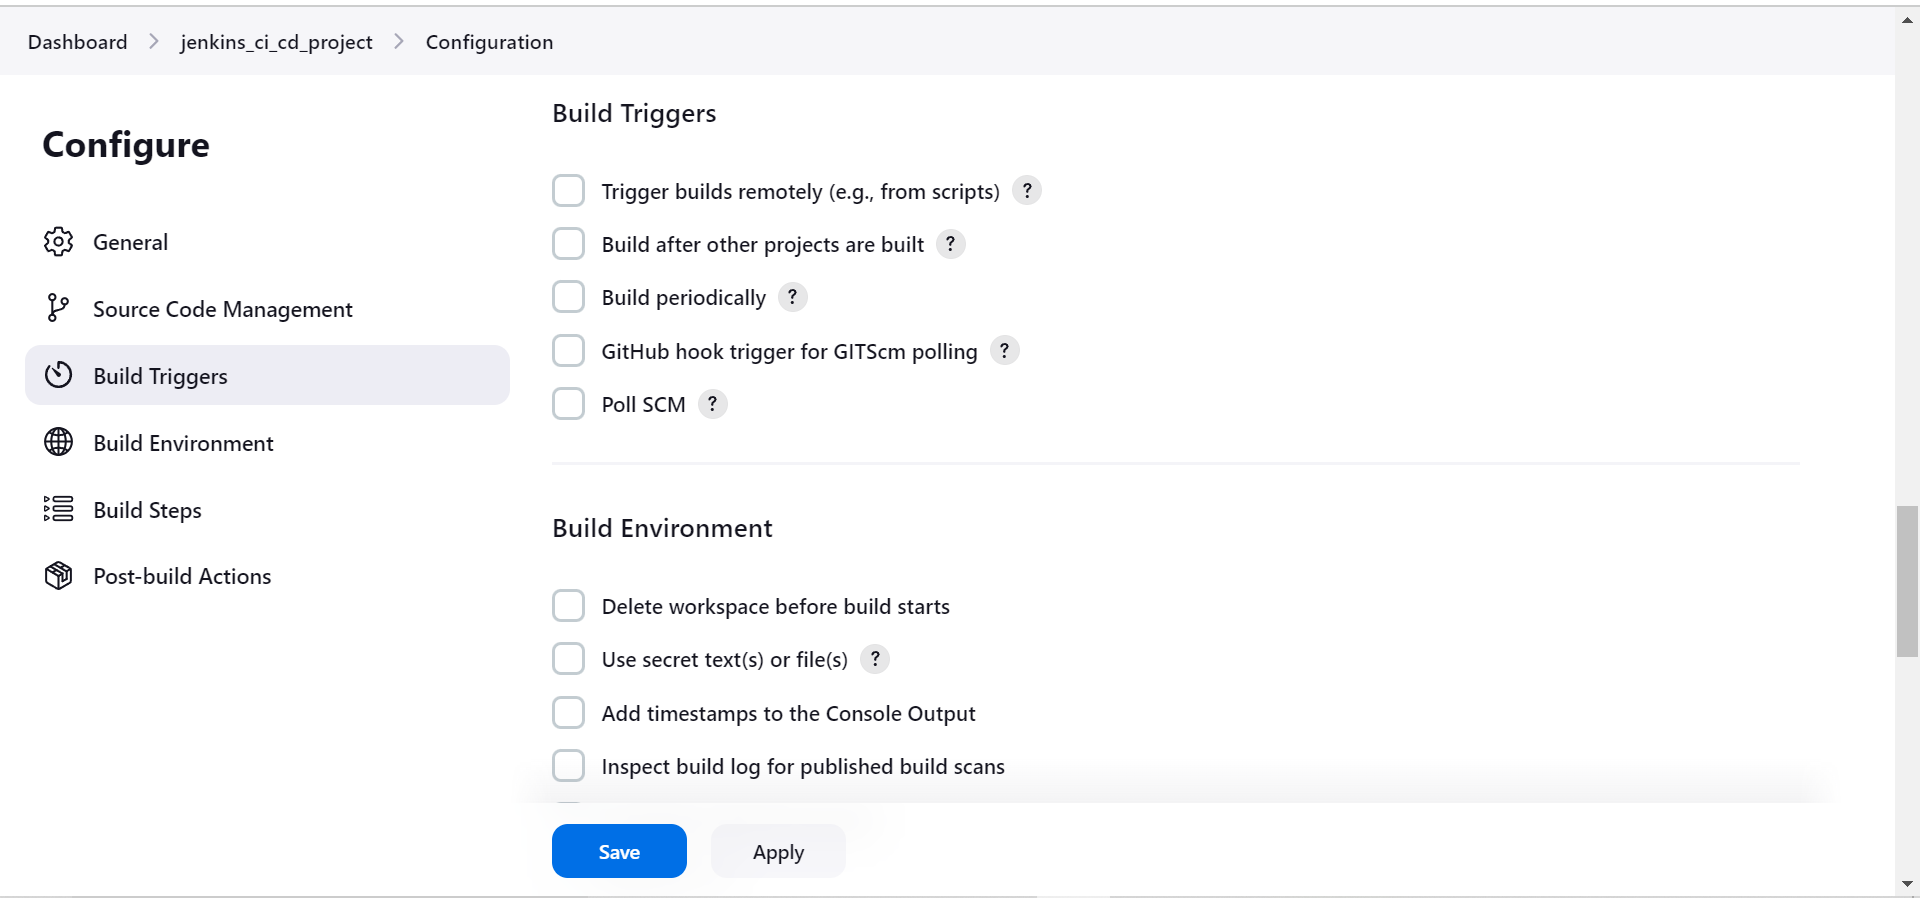 Dashboard > jenkins_ci_cd_project > Configuration
Configure
General
Source Code Management
Build Triggers
Build Environment
Build Steps
Post-build Actions
Build Triggers
Trigger builds remotely (e.g., from scripts) ?
Build after other projects are built ?
Build periodically ?
GitHub hook trigger for GITScm polling ?
Poll SCM ?
Build Environment
Delete workspace before build starts
Use secret text(s) or file(s) ?
Add timestamps to the Console Output
Inspect build log for published build scans
Save Apply